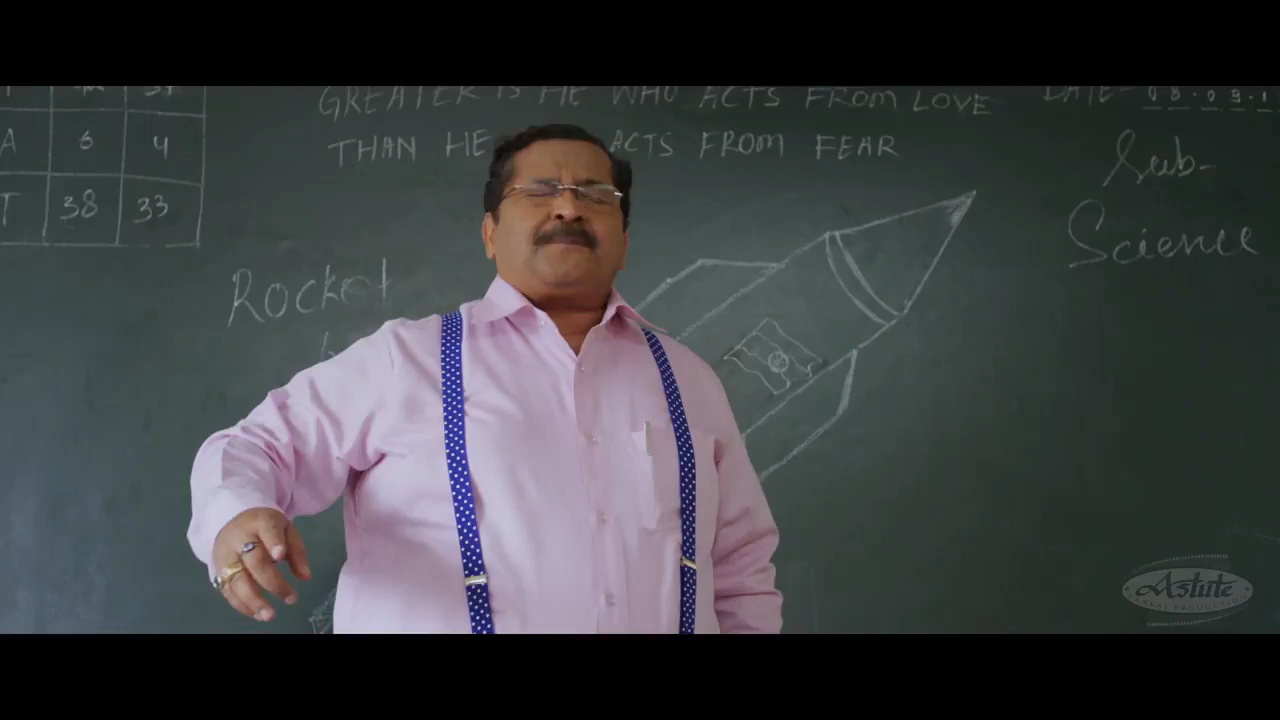 A 6 4
T 38 33
GREATER IS HE WHO ACTS FROM LOVE
THAN HE ACTS FROM FEAR
DATE-
Sub-
Science
Rocket
Astute